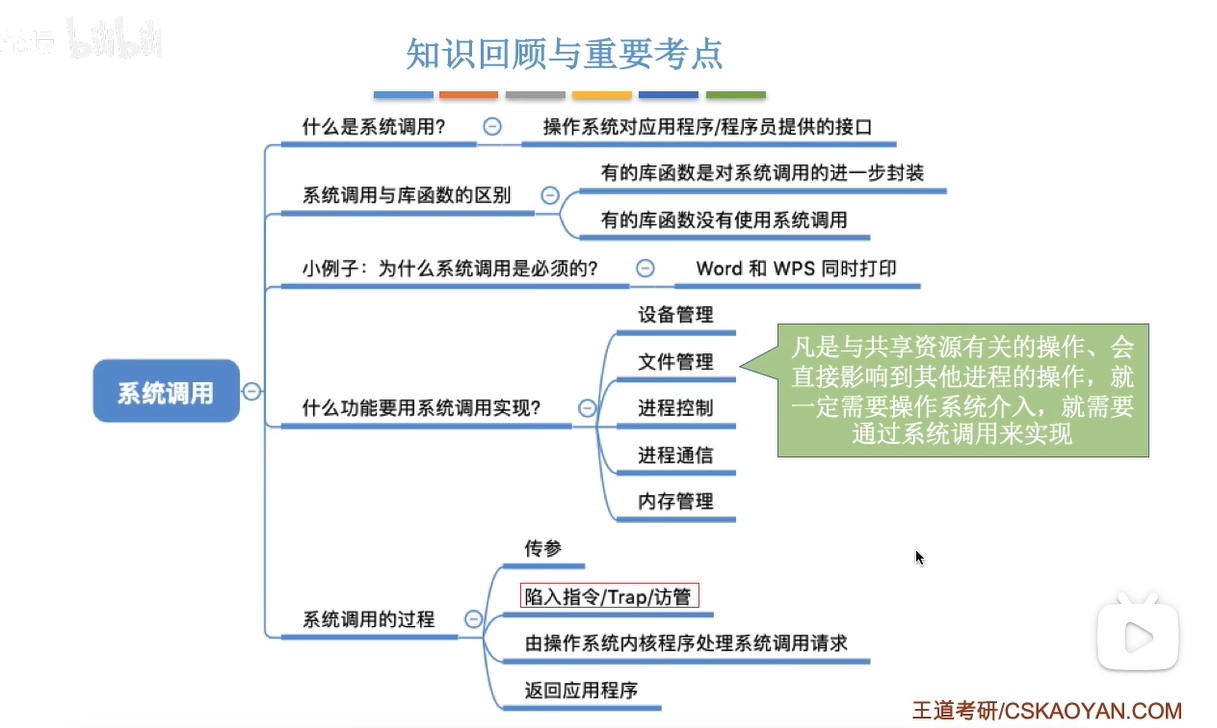 bilibili
知识回顾与重要考点
什么是系统调用?
操作系统对应用程序/程序员提供的接口
系统调用与库函数的区别
有的库函数是对系统调用的进一步封装
有的库函数没有使用系统调用
小例子：为什么系统调用是必须的?
Word 和 WPS 同时打印
系统调用
什么功能要用系统调用实现?
设备管理
文件管理
进程控制
进程通信
内存管理
凡是与共享资源有关的操作、会
直接影响到其他进程的操作，就
一定需要操作系统介入，就需要
通过系统调用来实现
系统调用的过程
传参
陷入指令/Trap/访管
由操作系统内核程序处理系统调用请求
返回应用程序
王道考研/CSKAOYAN.COM